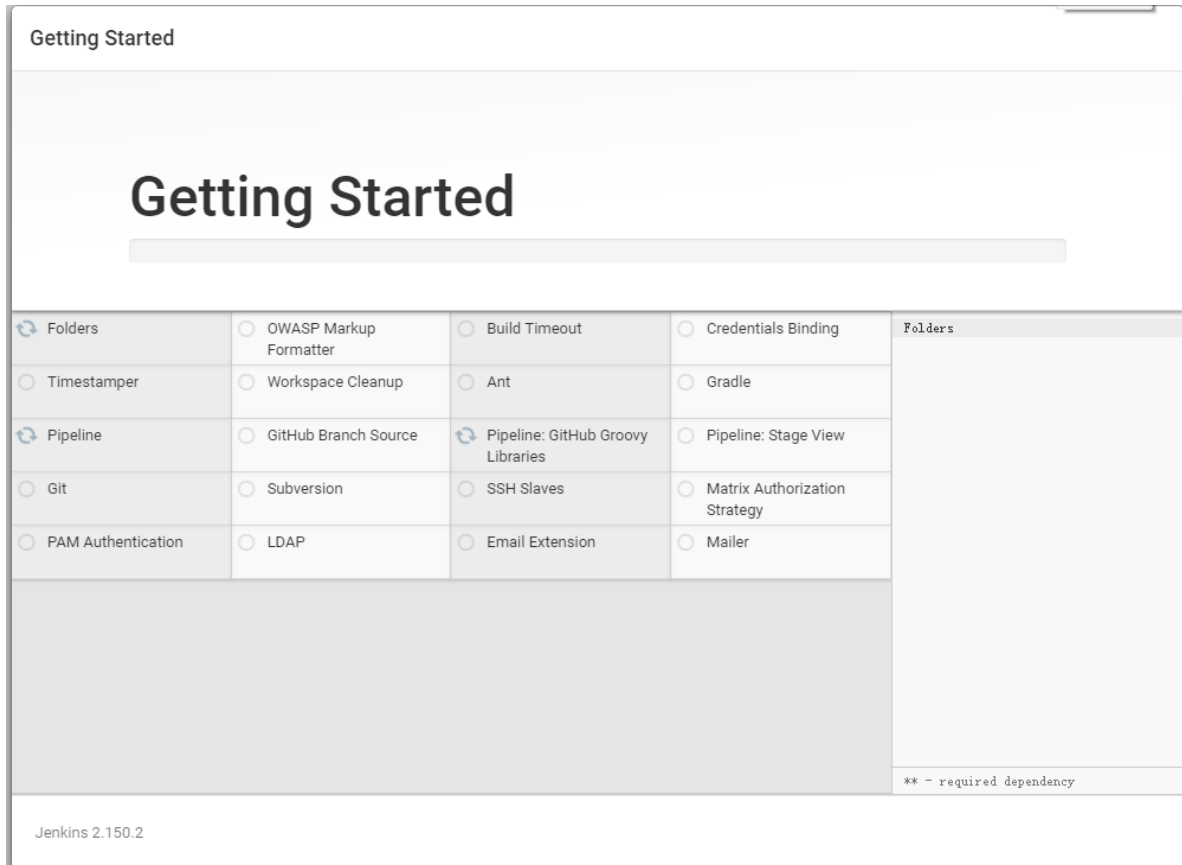 Getting Started
Getting Started
Folders
OWASP Markup
Formatter
Build Timeout
Credentials Binding
Folders
Timestamper
Workspace Cleanup
Ant
Gradle
Pipeline
GitHub Branch Source
Pipeline: GitHub Groovy
Libraries
Pipeline: Stage View
Git
Subversion
SSH Slaves
Matrix Authorization
Strategy
PAM Authentication
LDAP
Email Extension
Mailer
** - required dependency
Jenkins 2.150.2